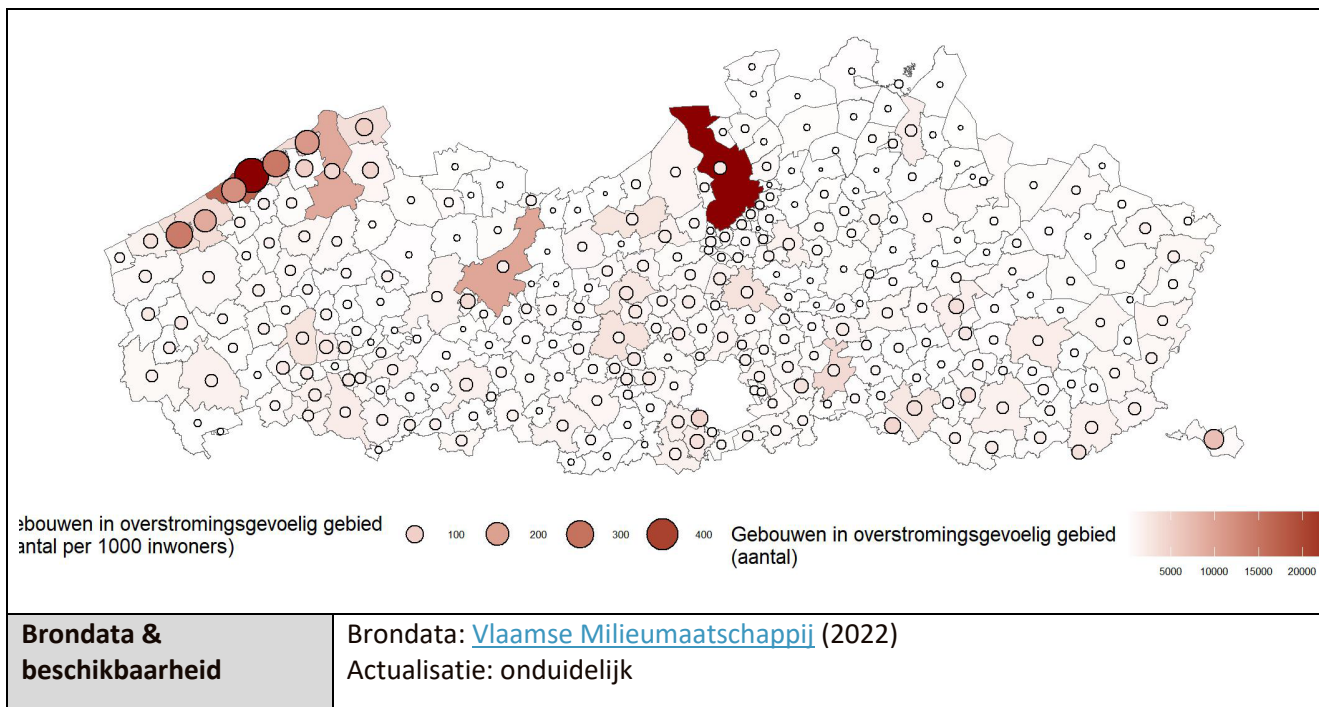 ebouwen in overstromingsgevoelig gebied
antal per 1000 inwoners)
100
200
300
400
Gebouwen in overstromingsgevoelig gebied
(aantal)
5000
10000
15000
20000
Brondata &
beschikbaarheid
Brondata: Vlaamse Milieumaatschappij (2022)
Actualisatie: onduidelijk